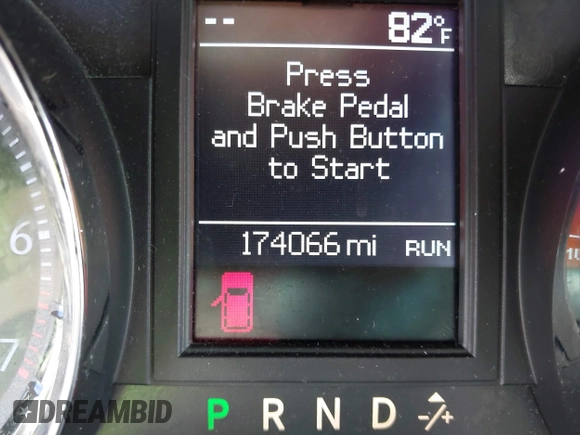 -- 82°F
Press
Brake Pedal
and Push Button
to Start
174066 mi RUN
6
7
P R N D -/+
DREAMBID